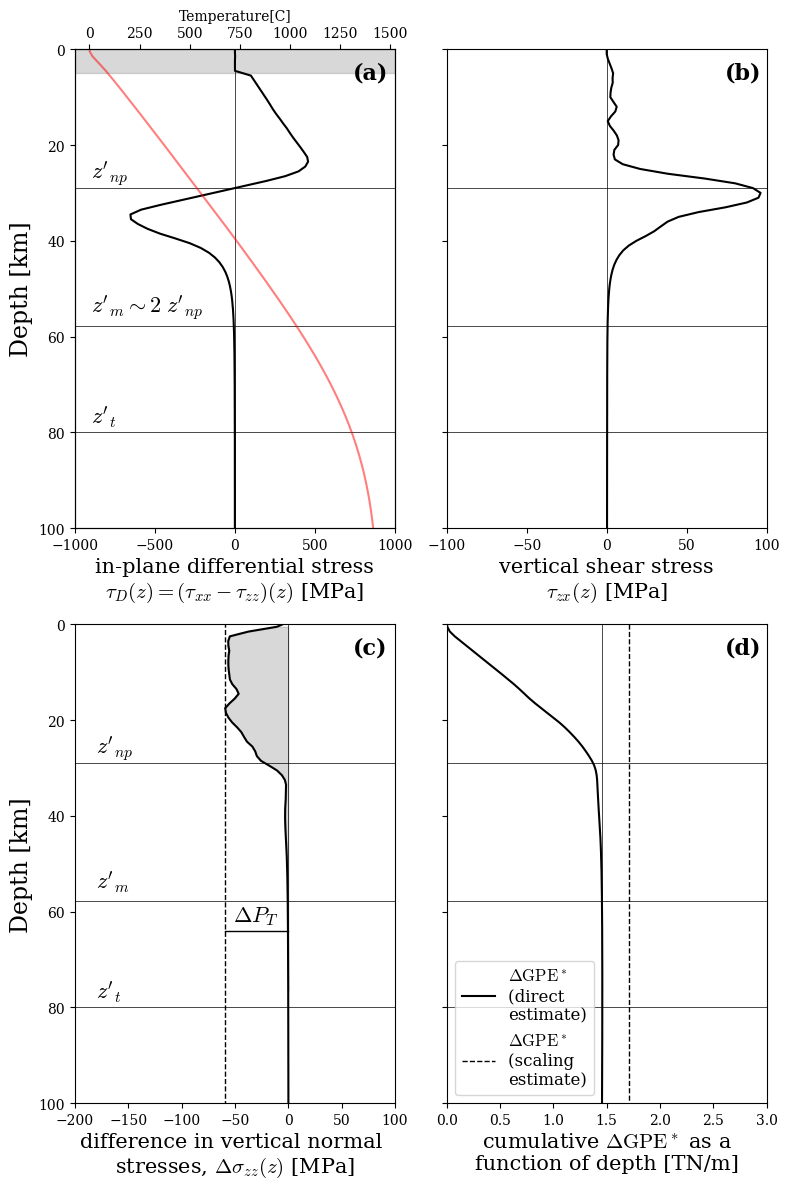 Temperature[C]
0 250 500 750 1000 1250 1500
(a) (b)
0
20
40
60
80
100
Depth [km]
z′np
z′m ∼ 2 z′np
z′t
−1000 −500 0 500 1000
in-plane differential stress
τD(z) = (τxx − τzz)(z) [MPa]
−100 −50 0 50 100
vertical shear stress
τzx(z) [MPa]
(c) (d)
0
20
40
60
80
100
Depth [km]
z′np
z′m
ΔPT
z′t
−200 −150 −100 −50 0 50 100
difference in vertical normal
stresses, Δσzz(z) [MPa]
ΔGPE*
(direct
estimate)
ΔGPE*
(scaling
estimate)
0.0 0.5 1.0 1.5 2.0 2.5 3.0
cumulative ΔGPE* as a
function of depth [TN/m]